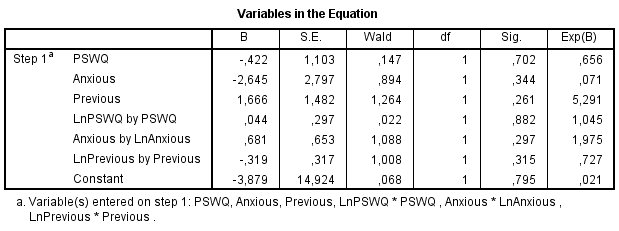 Variables in the Equation
B S.E. Wald df Sig. Exp(B)
Step 1a PSWQ -,422 1,103 ,147 1 ,702 ,656
Anxious -2,645 2,797 ,894 1 ,344 ,071
Previous 1,666 1,482 1,264 1 ,261 5,291
LnPSWQ by PSWQ ,044 ,297 ,022 1 ,882 1,045
Anxious by LnAnxious ,681 ,653 1,088 1 ,297 1,975
LnPrevious by Previous -,319 ,317 1,008 1 ,315 ,727
Constant -3,879 14,924 ,068 1 ,795 ,021
a. Variable(s) entered on step 1: PSWQ, Anxious, Previous, LnPSWQ * PSWQ , Anxious * LnAnxious ,
LnPrevious * Previous .